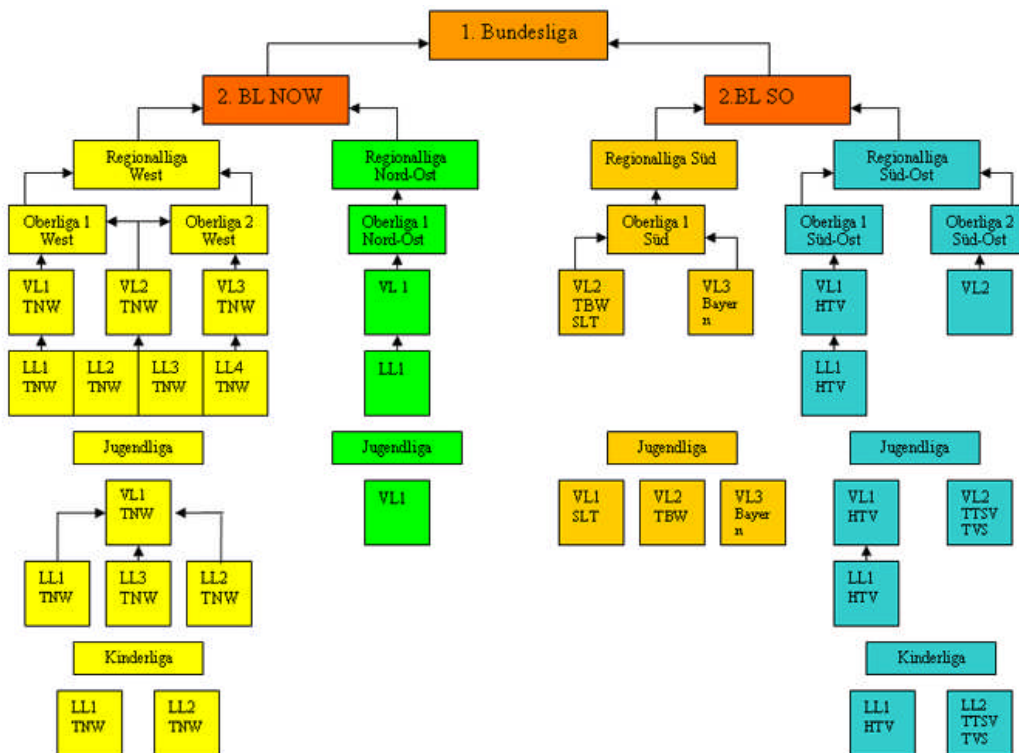 1. Bundesliga
2. BL NOW
2.BL SO
Regionalliga
West
Regionalliga
Nord-Ost
Regionalliga Süd
Regionalliga
Süd-Ost
Oberliga 1
West
Oberliga 2
West
Oberliga 1
Nord-Ost
Oberliga 1
Süd
Oberliga 1
Süd-Ost
Oberliga 2
Süd-Ost
VL1
TNW
VL2
TNW
VL3
TNW
VL 1
VL2
TBW
SLT
VL3
Bayer
n
VL1
HTV
VL2
LL1
TNW
LL2
TNW
LL3
TNW
LL4
TNW
LL1
LL1
HTV
Jugendliga
Jugendliga
Jugendliga
Jugendliga
VL1
TNW
VL1
VL1
SLT
VL2
TBW
VL3
Bayer
n
VL1
HTV
VL2
TTSV
TVS
LL1
TNW
LL3
TNW
LL2
TNW
LL1
HTV
Kinderliga
Kinderliga
LL1
TNW
LL2
TNW
LL1
HTV
LL2
TTSV
TVS